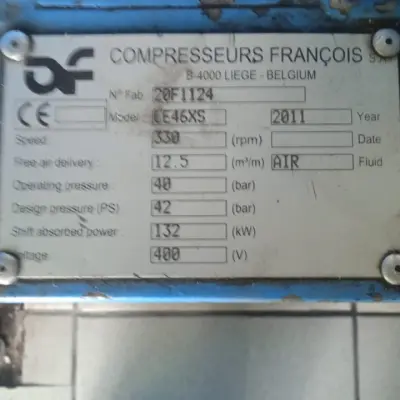 AF COMPRESSEURS FRANÇOIS S.A.
B-4000 LIEGE - BELGIUM
N° Fab. 20F1124
CE Model CE46XS 2011 Year
Speed: 330 (rpm) Date
Free air delivery: 12.5 (m³/m) AIR Fluid
Operating pressure: 40 (bar)
Design pressure (PS) 42 (bar)
Shift absorbed power: 132 (kW)
Voltage: 400 (V)